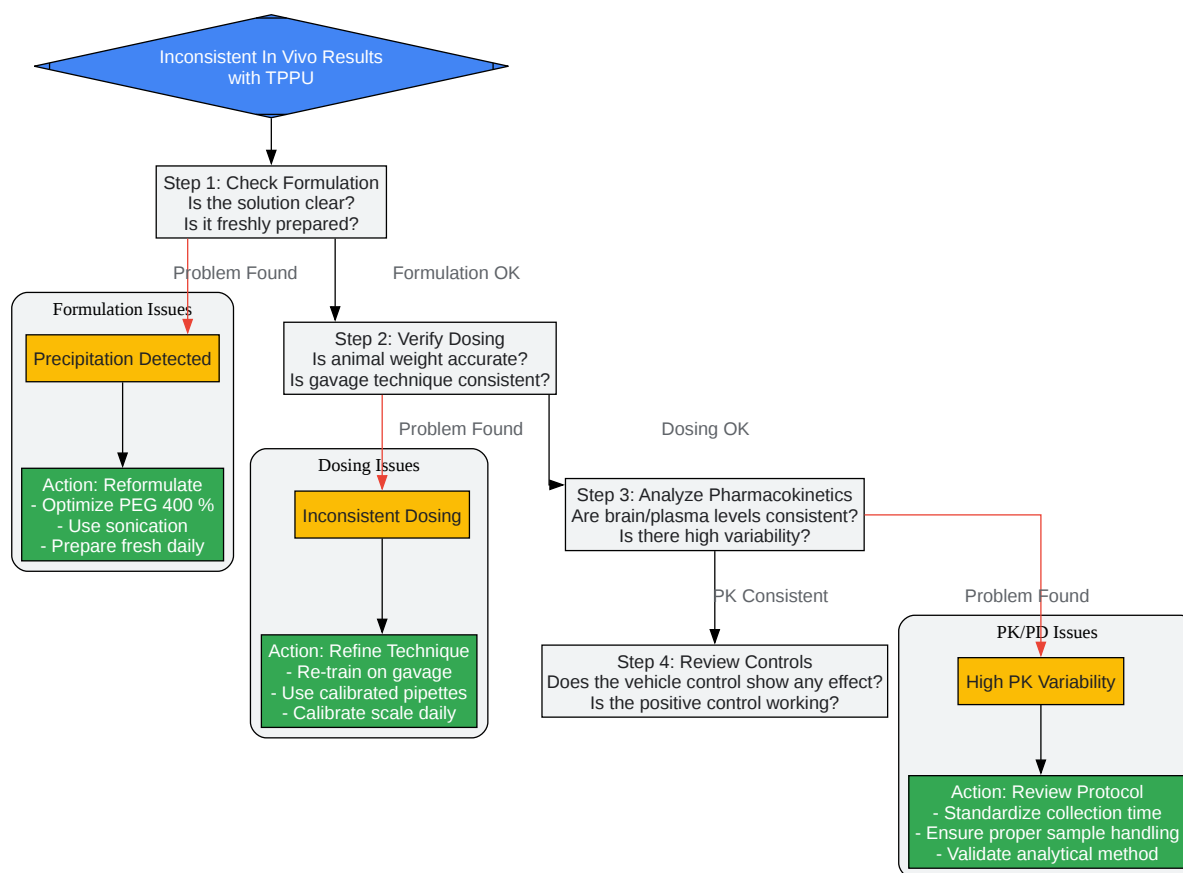 Inconsistent In Vivo Results
with TPPU
Step 1: Check Formulation
Is the solution clear?
Is it freshly prepared?
Problem Found
Formulation OK
Formulation Issues
Precipitation Detected
Action: Reformulate
- Optimize PEG 400 %
- Use sonication
- Prepare fresh daily
Step 2: Verify Dosing
Is animal weight accurate?
Is gavage technique consistent?
Problem Found
Dosing OK
Dosing Issues
Inconsistent Dosing
Action: Refine Technique
- Re-train on gavage
- Use calibrated pipettes
- Calibrate scale daily
Step 3: Analyze Pharmacokinetics
Are brain/plasma levels consistent?
Is there high variability?
PK Consistent
Problem Found
Step 4: Review Controls
Does the vehicle control show any effect?
Is the positive control working?
PK/PD Issues
High PK Variability
Action: Review Protocol
- Standardize collection time
- Ensure proper sample handling
- Validate analytical method